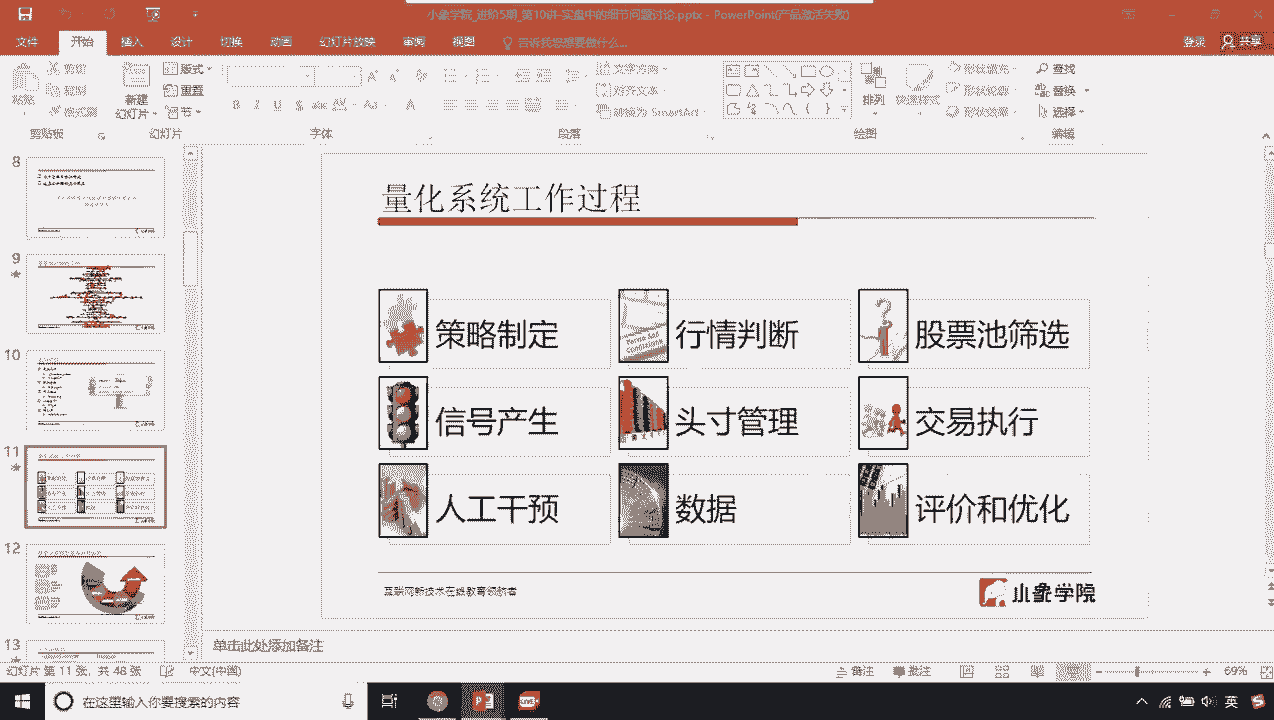 小象学院_进阶5期_第10讲-实盘中的细节问题讨论.pptx - PowerPoint(产品激活失败)
文件 开始 插入 设计 切换 动画 幻灯片放映 审阅 视图 告诉我您想要做什么... 登录 共享
粘贴 剪切 复制 格式刷 新建 幻灯片 版式 重置 节
文字方向 对齐文本 转换为 SmartArt
排列 快速样式 形状填充 形状轮廓 形状效果 查找 替换 选择
剪贴板 幻灯片 字体 段落 绘图 编辑
8
9
10
11
12
13
量化系统工作过程
策略制定 行情判断 股票池筛选
信号产生 头寸管理 交易执行
人工干预 数据 评价和优化
互联网新技术在线教育领航者 小象学院
单击此处添加备注
幻灯片 第 11 张，共 48 张 中文(中国) 备注 批注 69%
在这里输入你要搜索的内容 英